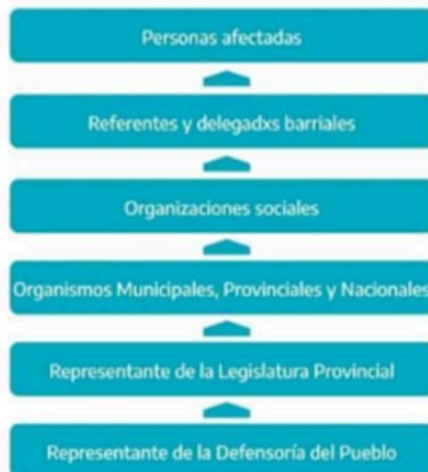 Personas afectadas
Referentes y delegadxs barriales
Organizaciones sociales
Organismos Municipales, Provinciales y Nacionales
Representante de la Legislatura Provincial
Representante de la Defensoría del Pueblo